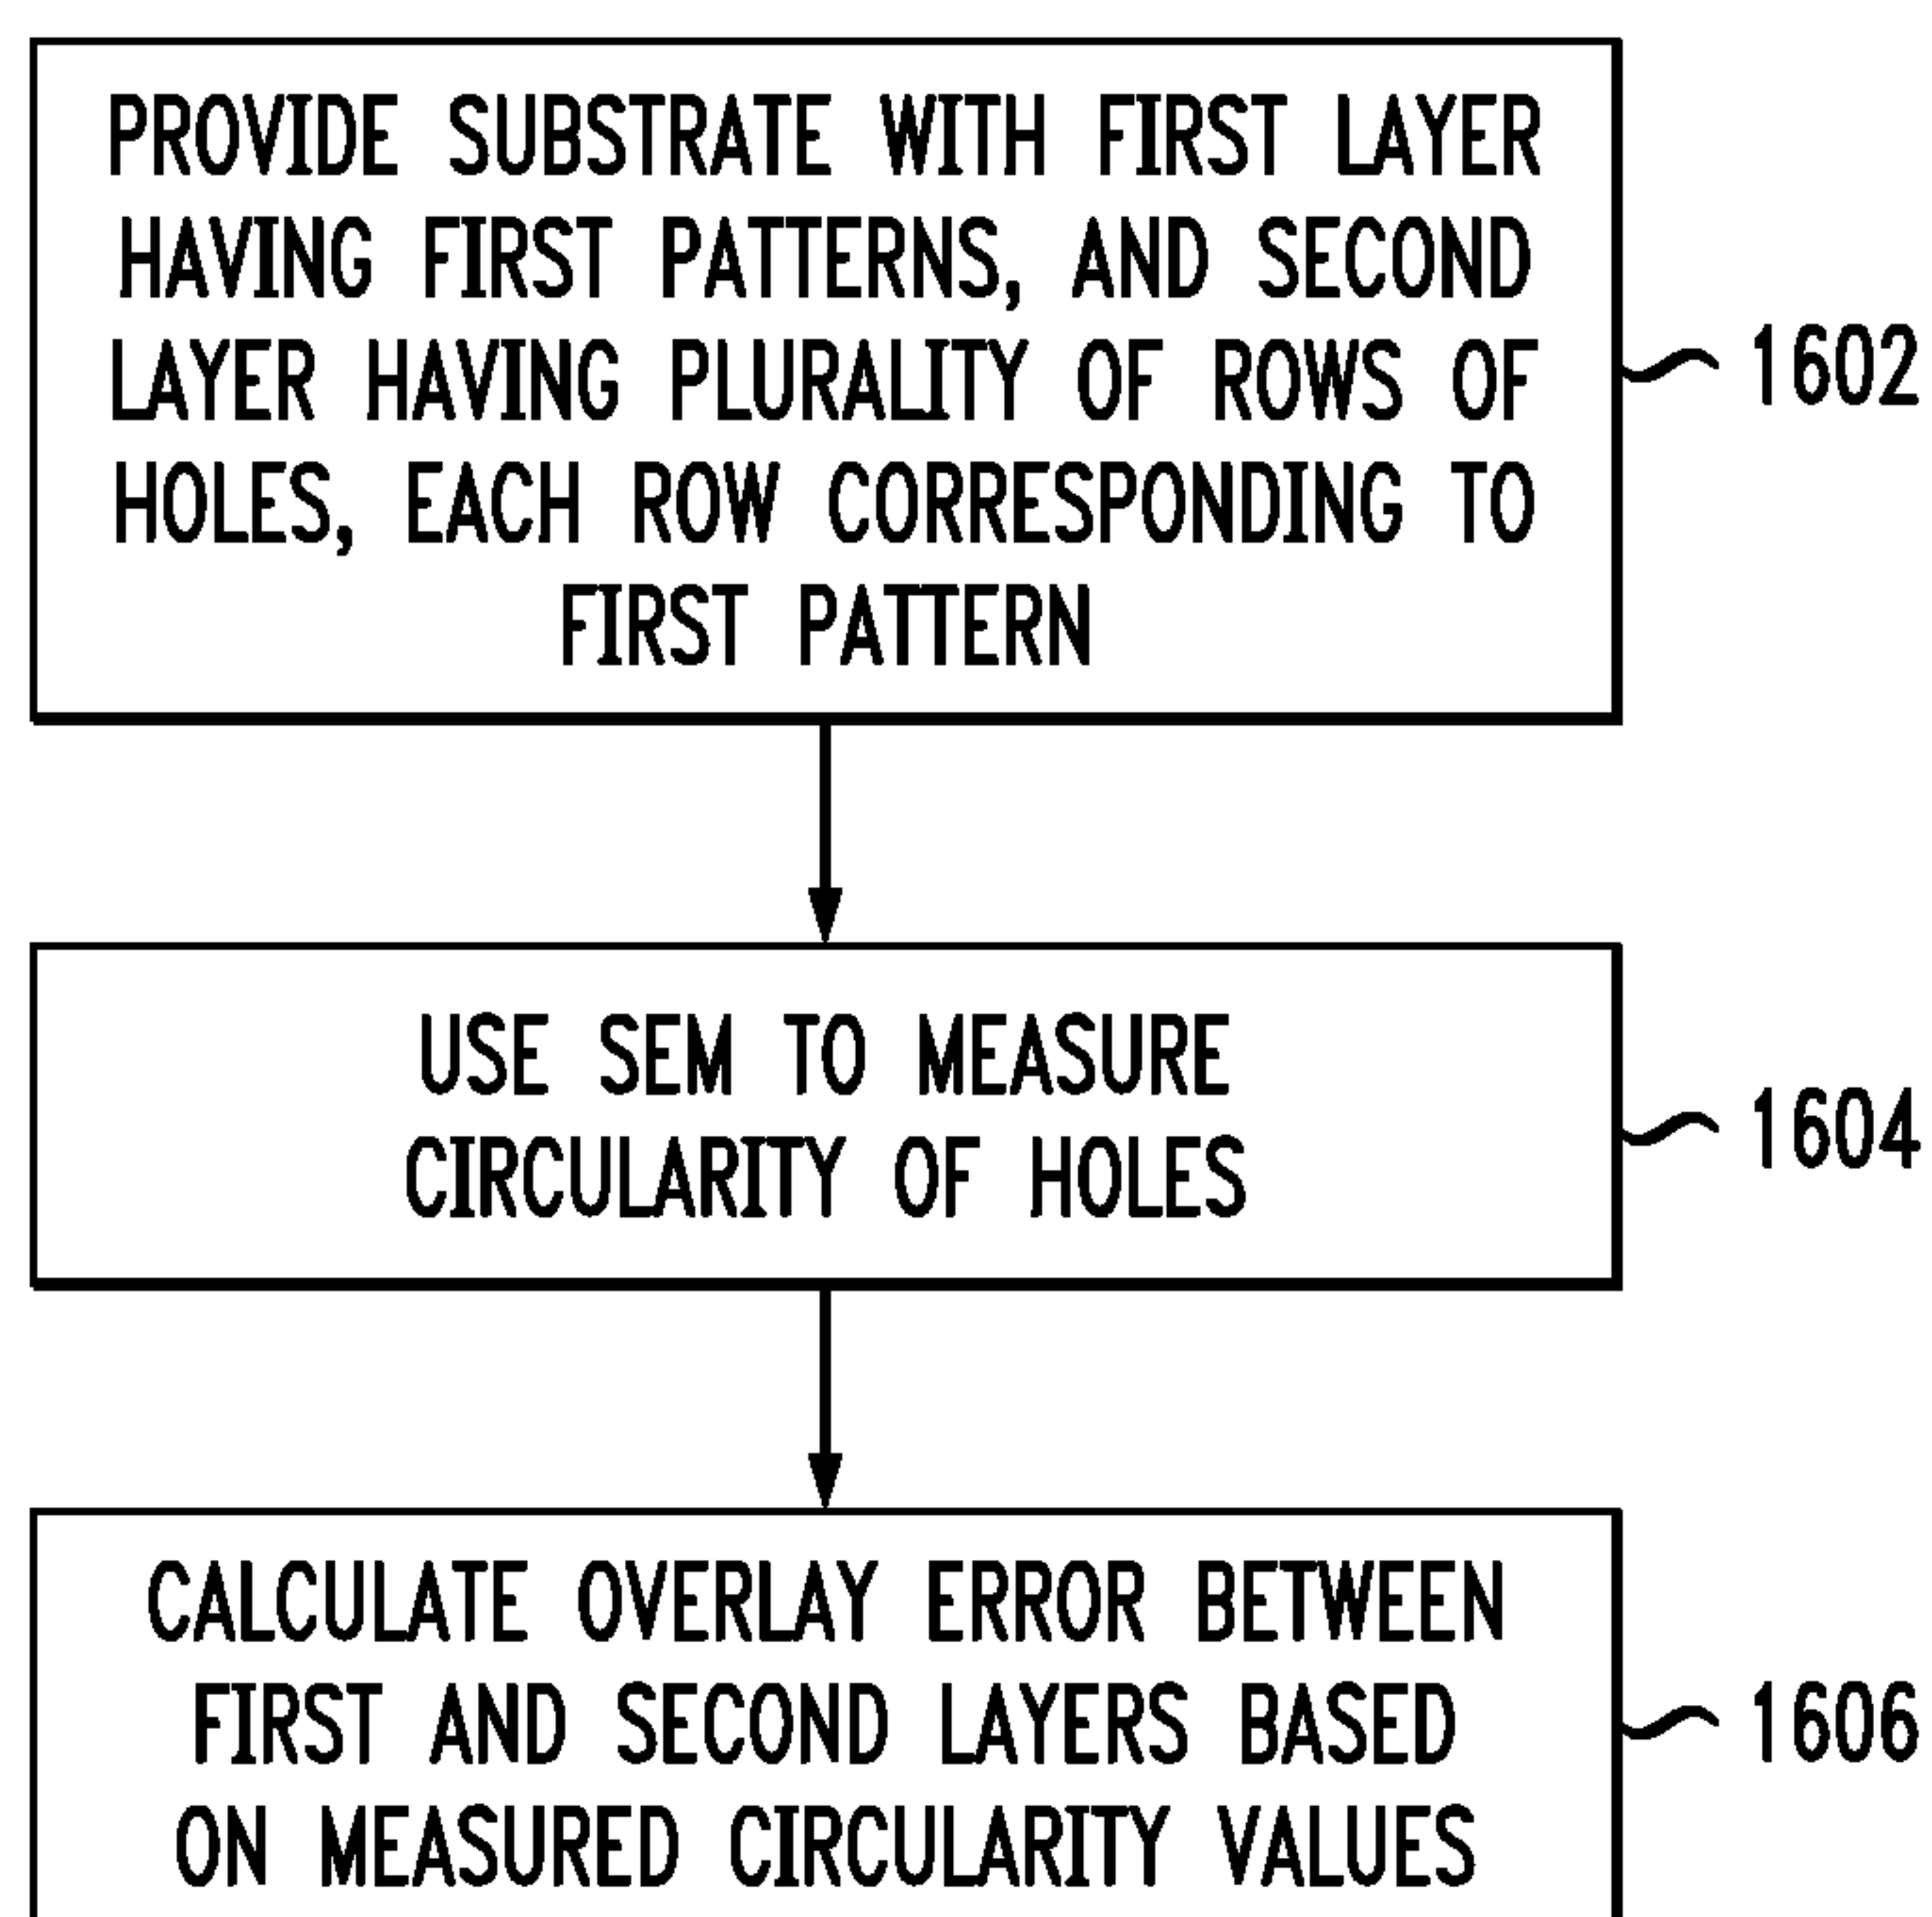 PROVIDE SUBSTRATE WITH FIRST LAYER
HAVING FIRST PATTERNS, AND SECOND
LAYER HAVING PLURALITY OF ROWS OF
HOLES, EACH ROW CORRESPONDING TO
FIRST PATTERN
1602
USE SEM TO MEASURE
CIRCULARITY OF HOLES
1604
CALCULATE OVERLAY ERROR BETWEEN
FIRST AND SECOND LAYERS BASED
ON MEASURED CIRCULARITY VALUES
1606